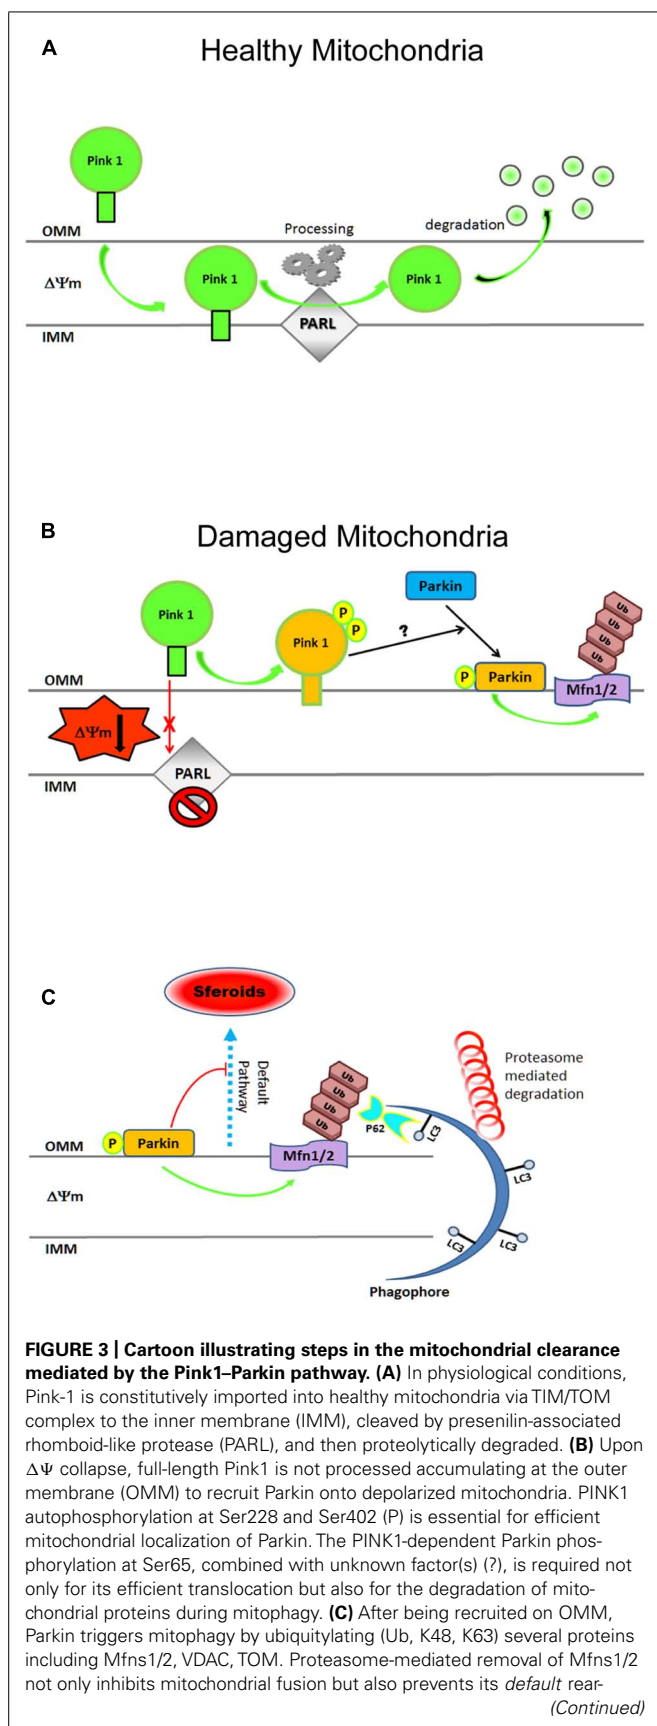 A
Healthy Mitochondria
Pink 1
OMM
Processing
degradation
ΔΨm
Pink 1
Pink 1
PARL
IMM
B
Damaged Mitochondria
Parkin
Pink 1
P
P
?
Pink 1
Ub
Ub
Ub
Ub
P
Parkin
OMM
Mfn1/2
ΔΨm
PARL
IMM
C
Sferoids
Default
Pathway
Proteasome
mediated
degradation
Ub
Ub
Ub
Ub
P62
LC3
OMM
P
Parkin
Mfn1/2
LC3
ΔΨm
LC3
LC3
IMM
Phagophore
FIGURE 3 | Cartoon illustrating steps in the mitochondrial clearance
mediated by the Pink1–Parkin pathway. (A) In physiological conditions,
Pink-1 is constitutively imported into healthy mitochondria via TIM/TOM
complex to the inner membrane (IMM), cleaved by presenilin-associated
rhomboid-like protease (PARL), and then proteolytically degraded. (B) Upon
ΔΨ collapse, full-length Pink1 is not processed accumulating at the outer
membrane (OMM) to recruit Parkin onto depolarized mitochondria. PINK1
autophosphorylation at Ser228 and Ser402 (P) is essential for efficient
mitochondrial localization of Parkin. The PINK1-dependent Parkin phos-
phorylation at Ser65, combined with unknown factor(s) (?), is required not
only for its efficient translocation but also for the degradation of mito-
chondrial proteins during mitophagy. (C) After being recruited on OMM,
Parkin triggers mitophagy by ubiquitylating (Ub, K48, K63) several proteins
including Mfns1/2, VDAC, TOM. Proteasome-mediated removal of Mfns1/2
not only inhibits mitochondrial fusion but also prevents its default rear-
(Continued)